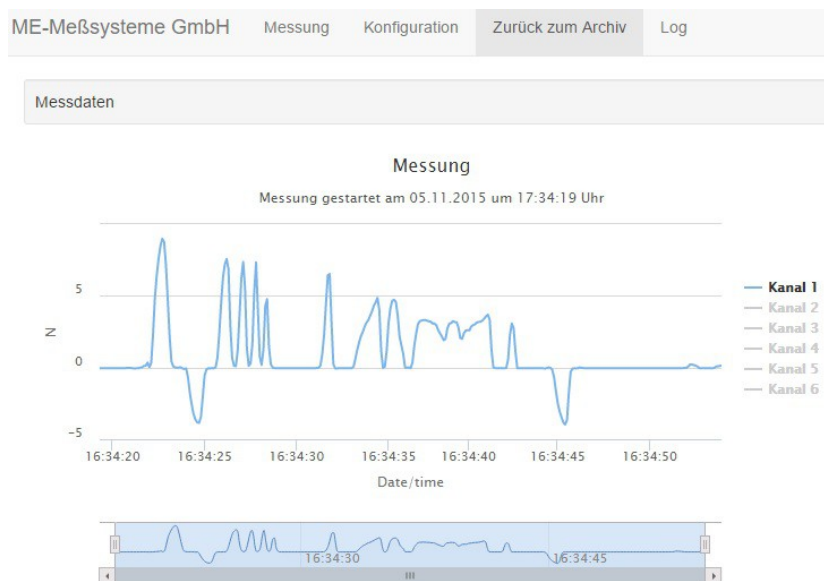 ME-Meßsysteme GmbH Messung Konfiguration Zurück zum Archiv Log
Messdaten
Messung
Messung gestartet am 05.11.2015 um 17:34:19 Uhr
5
0
−5
N
Kanal 1
Kanal 2
Kanal 3
Kanal 4
Kanal 5
Kanal 6
16:34:20 16:34:25 16:34:30 16:34:35 16:34:40 16:34:45 16:34:50
Date/time
16:34:30 16:34:45